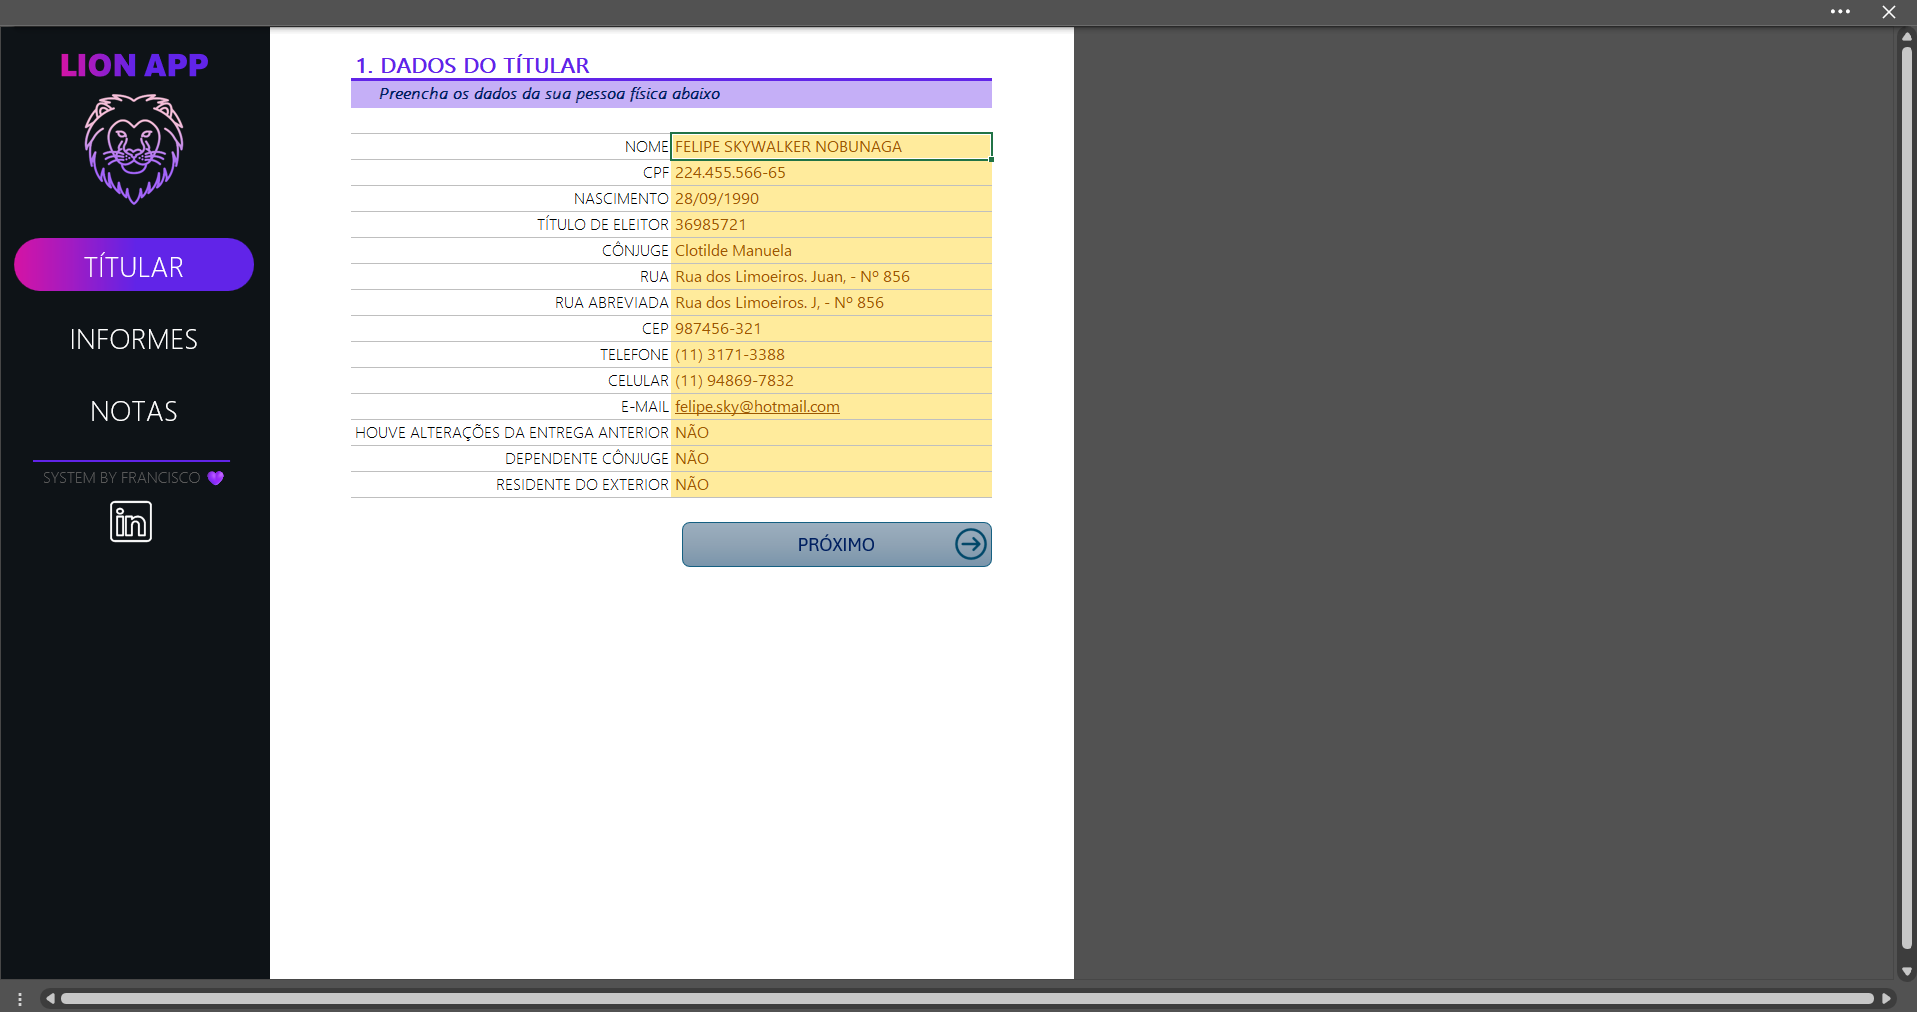 LION APP
TÍTULAR
INFORMES
NOTAS
SYSTEM BY FRANCISCO 💜
in
1. DADOS DO TÍTULAR
Preencha os dados da sua pessoa física abaixo
NOME FELIPE SKYWALKER NOBUNAGA
CPF 224.455.566-65
NASCIMENTO 28/09/1990
TÍTULO DE ELEITOR 36985721
CÔNJUGE Clotilde Manuela
RUA Rua dos Limoeiros. Juan, - Nº 856
RUA ABREVIADA Rua dos Limoeiros. J, - Nº 856
CEP 987456-321
TELEFONE (11) 3171-3388
CELULAR (11) 94869-7832
E-MAIL felipe.sky@hotmail.com
HOUVE ALTERAÇÕES DA ENTREGA ANTERIOR NÃO
DEPENDENTE CÔNJUGE NÃO
RESIDENTE DO EXTERIOR NÃO
PRÓXIMO